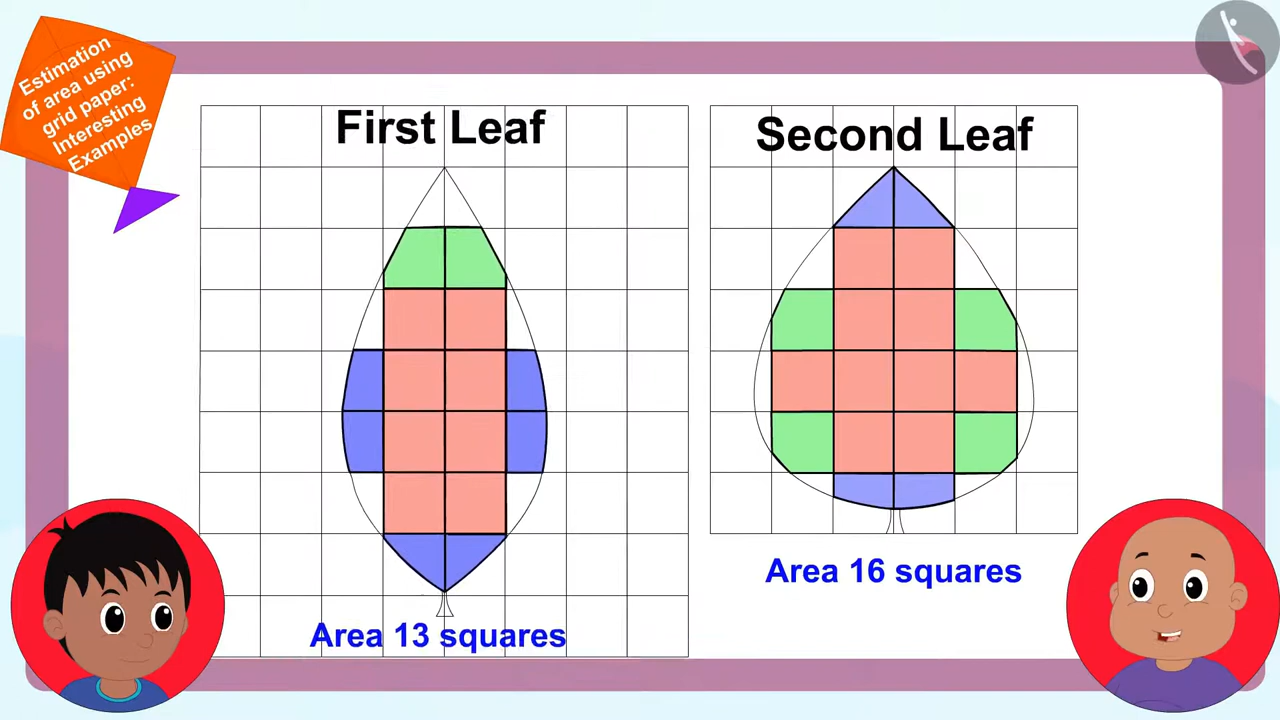 Estimation
of area using
grid paper:
Interesting
Examples
First Leaf
Second Leaf
Area 16 squares
Area 13 squares